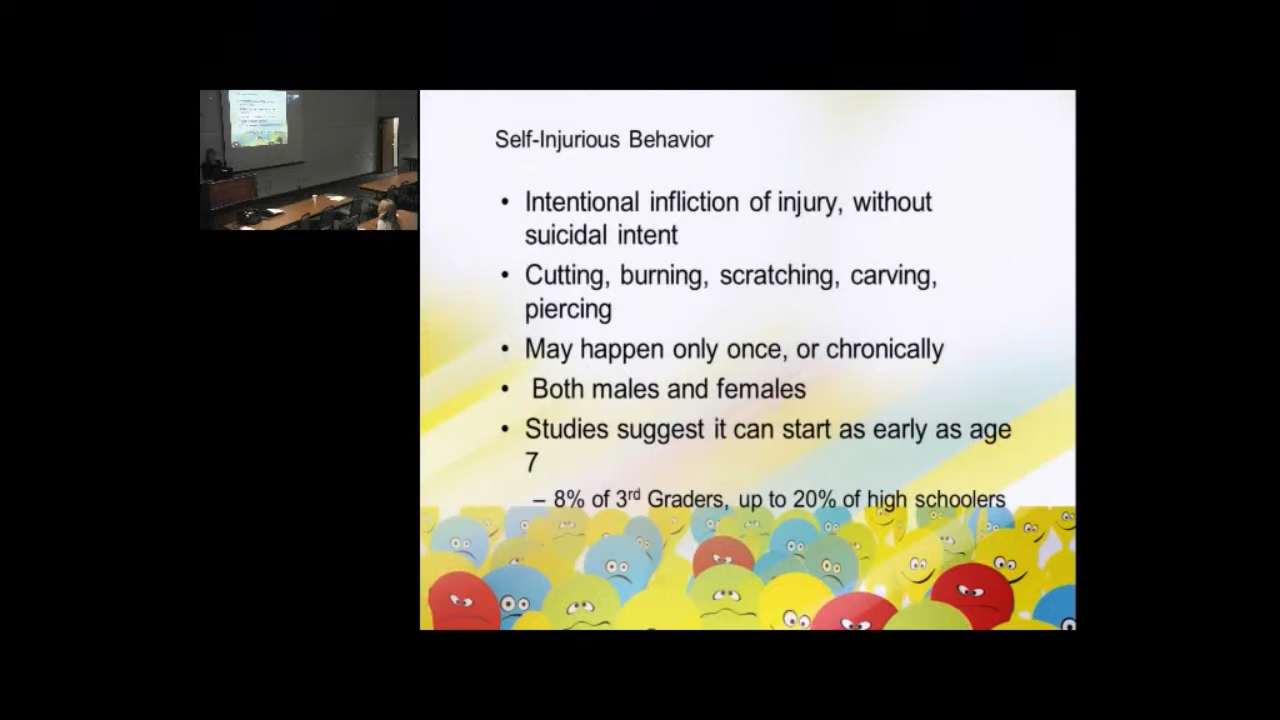 Self-Injurious Behavior
• Intentional infliction of injury, without
suicidal intent
• Cutting, burning, scratching, carving,
piercing
• May happen only once, or chronically
• Both males and females
• Studies suggest it can start as early as age
7
– 8% of 3rd Graders, up to 20% of high schoolers